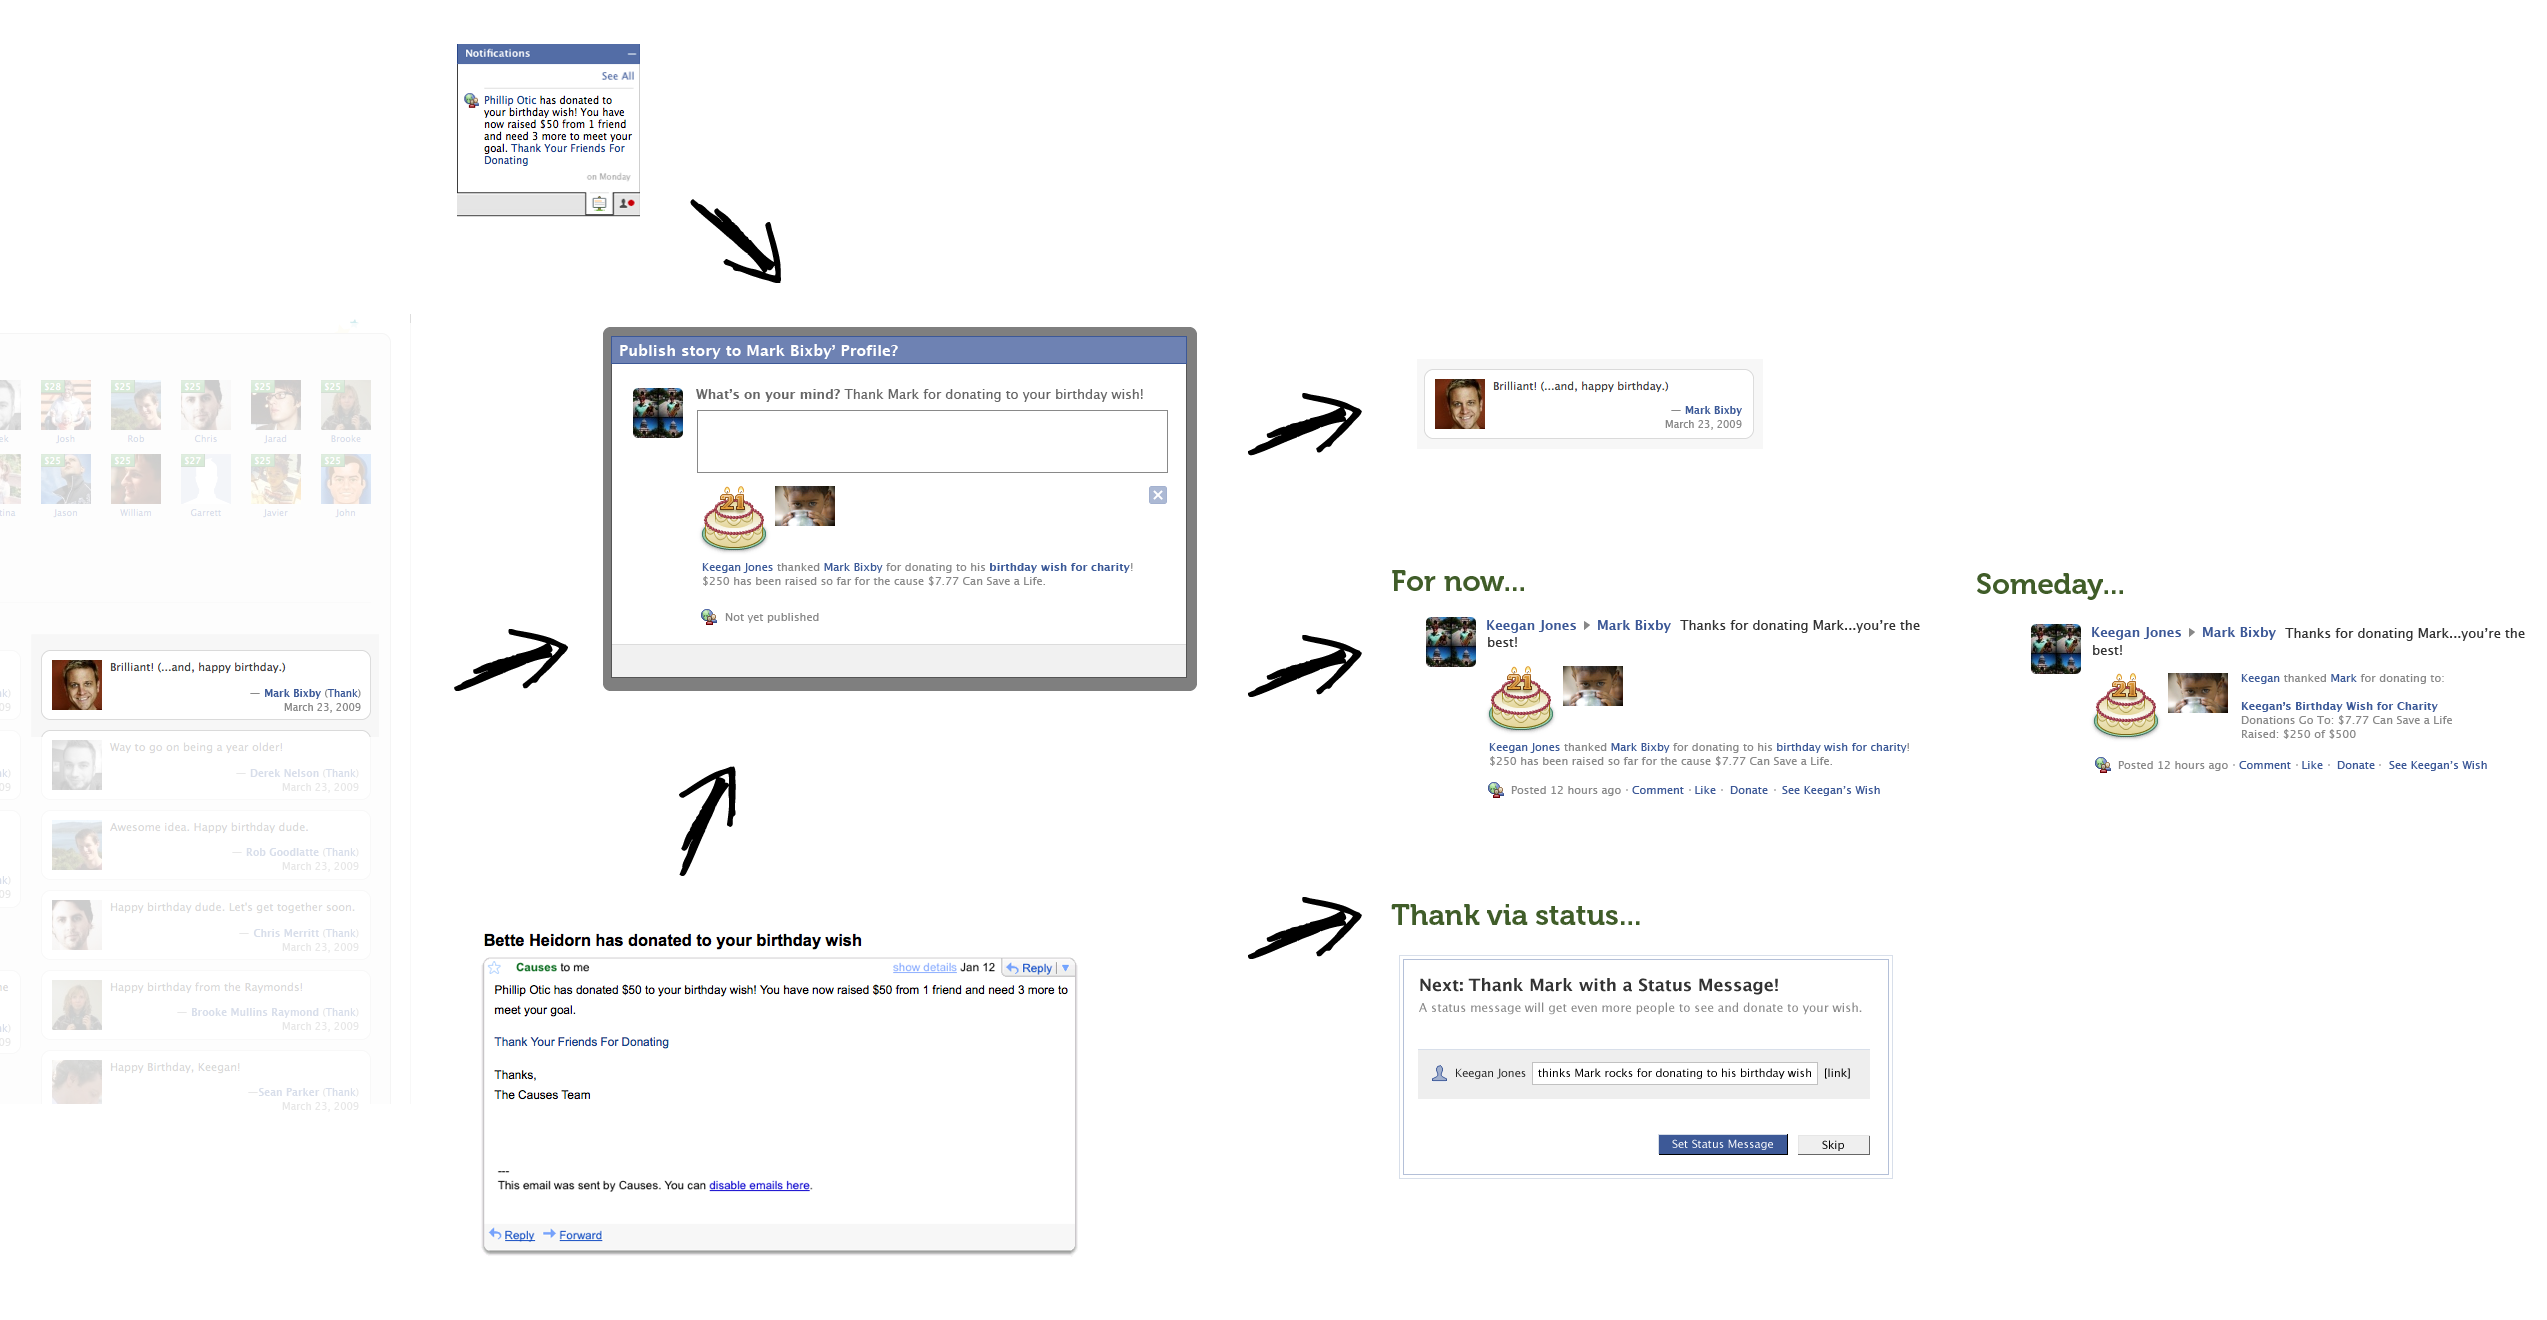 Notifications
See All
Phillip Otic has donated to
your birthday wish! You have
now raised $50 from 1 friend
and need 3 more to meet your
goal. Thank Your Friends For
Donating
on Monday
$28
$25
$25
$25
$25
ek
Josh
Rob
Chris
Jarad
Brooke
$25
$25
$27
$25
$25
tina
Jason
William
Garrett
Javier
John
Brilliant! (...and, happy birthday.)
— Mark Bixby (Thank)
March 23, 2009
Way to go on being a year older!
— Derek Nelson (Thank)
March 23, 2009
Awesome idea. Happy birthday dude.
— Rob Goodlatte (Thank)
March 23, 2009
Happy birthday dude. Let's get together soon.
— Chris Merritt (Thank)
March 23, 2009
Happy birthday from the Raymonds!
— Brooke Mullins Raymond (Thank)
March 23, 2009
Happy Birthday, Keegan!
—Sean Parker (Thank)
March 23, 2009
Publish story to Mark Bixby' Profile?
What's on your mind? Thank Mark for donating to your birthday wish!
21
Keegan Jones thanked Mark Bixby for donating to his birthday wish for charity!
$250 has been raised so far for the cause $7.77 Can Save a Life.
Not yet published
Bette Heidorn has donated to your birthday wish
Causes to me
show details Jan 12 Reply
Phillip Otic has donated $50 to your birthday wish! You have now raised $50 from 1 friend and need 3 more to
meet your goal.
Thank Your Friends For Donating
Thanks,
The Causes Team
---
This email was sent by Causes. You can disable emails here.
Reply Forward
Brilliant! (...and, happy birthday.)
— Mark Bixby
March 23, 2009
For now...
Keegan Jones Mark Bixby Thanks for donating Mark...you're the
best!
21
Keegan Jones thanked Mark Bixby for donating to his birthday wish for charity!
$250 has been raised so far for the cause $7.77 Can Save a Life.
Posted 12 hours ago · Comment · Like · Donate · See Keegan's Wish
Someday...
Keegan Jones Mark Bixby Thanks for donating Mark...you're the
best!
21
Keegan thanked Mark for donating to:
Keegan's Birthday Wish for Charity
Donations Go To: $7.77 Can Save a Life
Raised: $250 of $500
Posted 12 hours ago · Comment · Like · Donate · See Keegan's Wish
Thank via status...
Next: Thank Mark with a Status Message!
A status message will get even more people to see and donate to your wish.
Keegan Jones thinks Mark rocks for donating to his birthday wish [link]
Set Status Message Skip